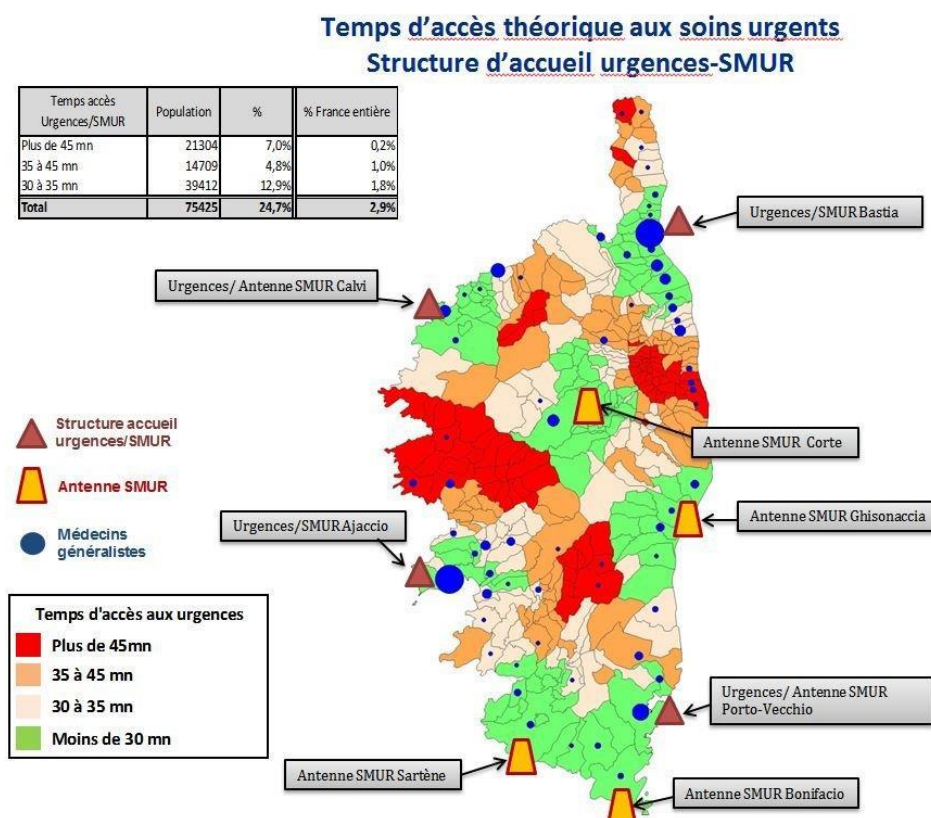 Temps d'accès théorique aux soins urgents
Structure d'accueil urgences-SMUR
Temps accès Population % % France entière
Urgences/SMUR
Plus de 45 mn 21304 7,0% 0,2%
35 à 45 mn 14709 4,8% 1,0%
30 à 35 mn 39412 12,9% 1,8%
Total 75425 24,7% 2,9%
Urgences/SMUR Bastia
Urgences/ Antenne SMUR Calvi
Structure accueil
urgences/SMUR
Antenne SMUR
Médecins
généralistes
Antenne SMUR Corte
Antenne SMUR Ghisonaccia
Urgences/SMUR Ajaccio
Temps d'accès aux urgences
Plus de 45mn
35 à 45 mn
30 à 35 mn
Moins de 30 mn
Urgences/ Antenne SMUR
Porto-Vecchio
Antenne SMUR Sartène
Antenne SMUR Bonifacio